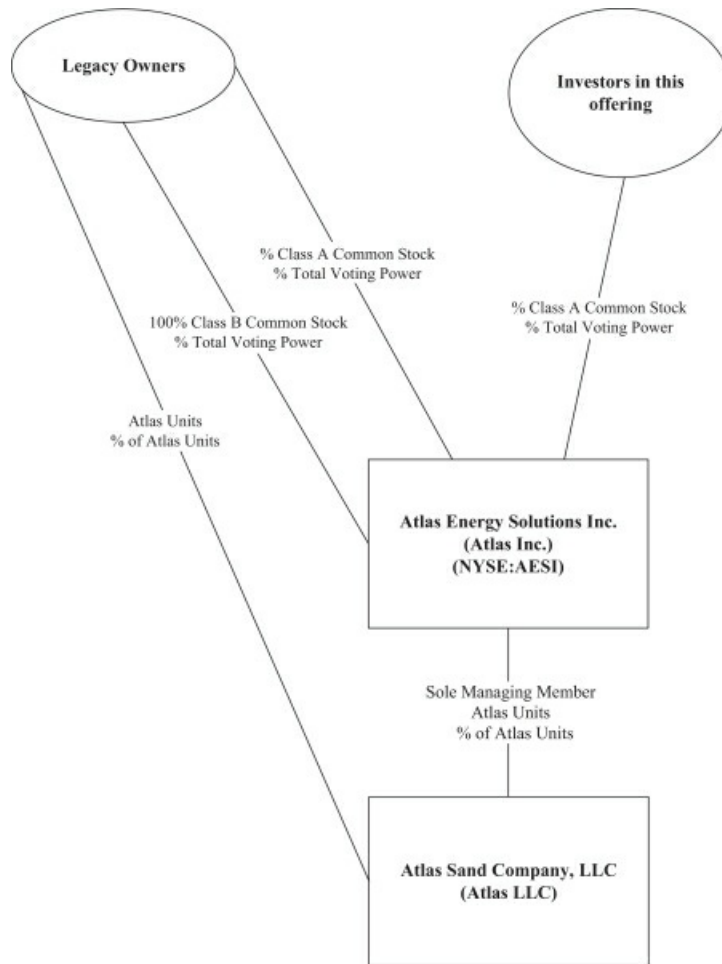 Legacy Owners
Investors in this
offering
% Class A Common Stock
% Total Voting Power
% Class A Common Stock
% Total Voting Power
100% Class B Common Stock
% Total Voting Power
Atlas Units
% of Atlas Units
Atlas Energy Solutions Inc.
(Atlas Inc.)
(NYSE:AESI)
Sole Managing Member
Atlas Units
% of Atlas Units
Atlas Sand Company, LLC
(Atlas LLC)